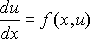 du/dx = f(x,u)